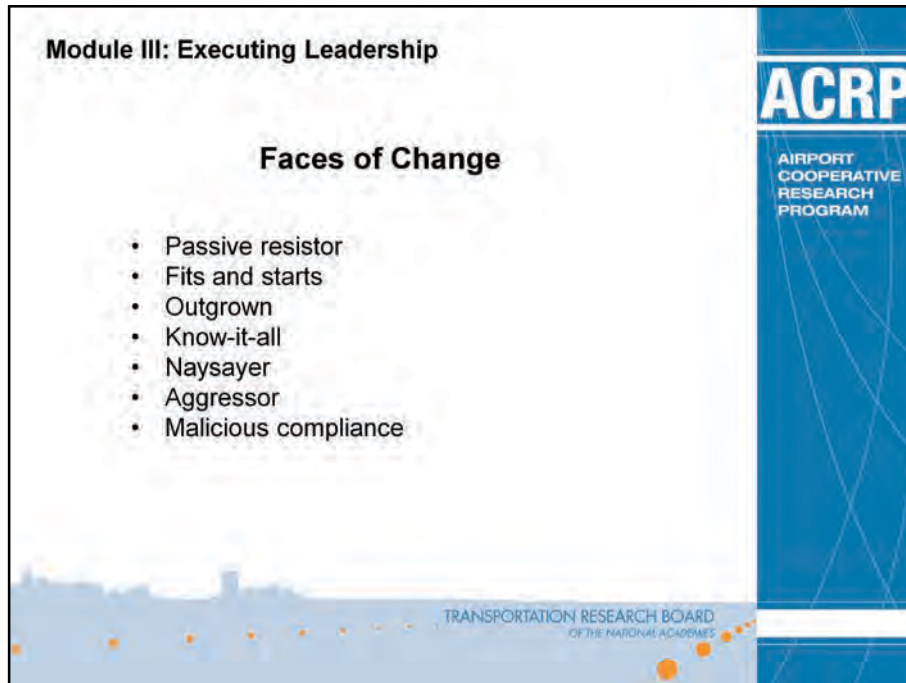 Module III: Executing Leadership
Faces of Change
• Passive resistor
• Fits and starts
• Outgrown
• Know-it-all
• Naysayer
• Aggressor
• Malicious compliance
ACRP
AIRPORT
COOPERATIVE
RESEARCH
PROGRAM
TRANSPORTATION RESEARCH BOARD
OF THE NATIONAL ACADEMIES